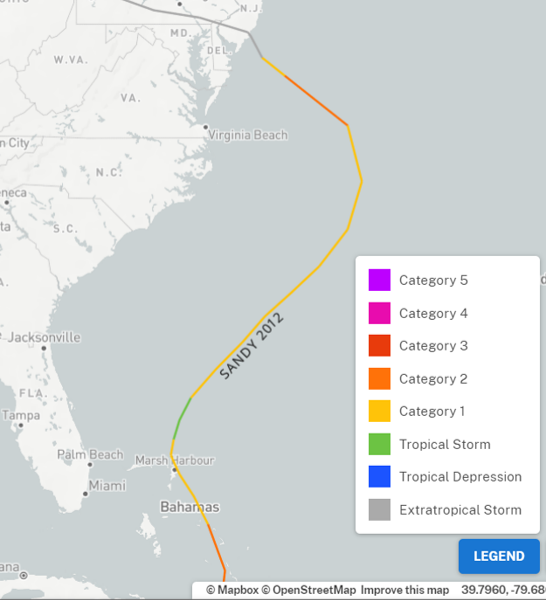 N.J.
MD.
DEL.
W.VA.
VA.
Virginia Beach
n City
N.C.
neca
ta
S.C.
A.
Jacksonville
FLA.
Tampa
Palm Beach
Miami
Marsh Harbour
Bahamas
ana
SANDY 2012
d
Category 5
Category 4
Category 3
Category 2
Category 1
Tropical Storm
Tropical Depression
Extratropical Storm
LEGEND
© Mapbox © OpenStreetMap Improve this map 39.7960, -79.68